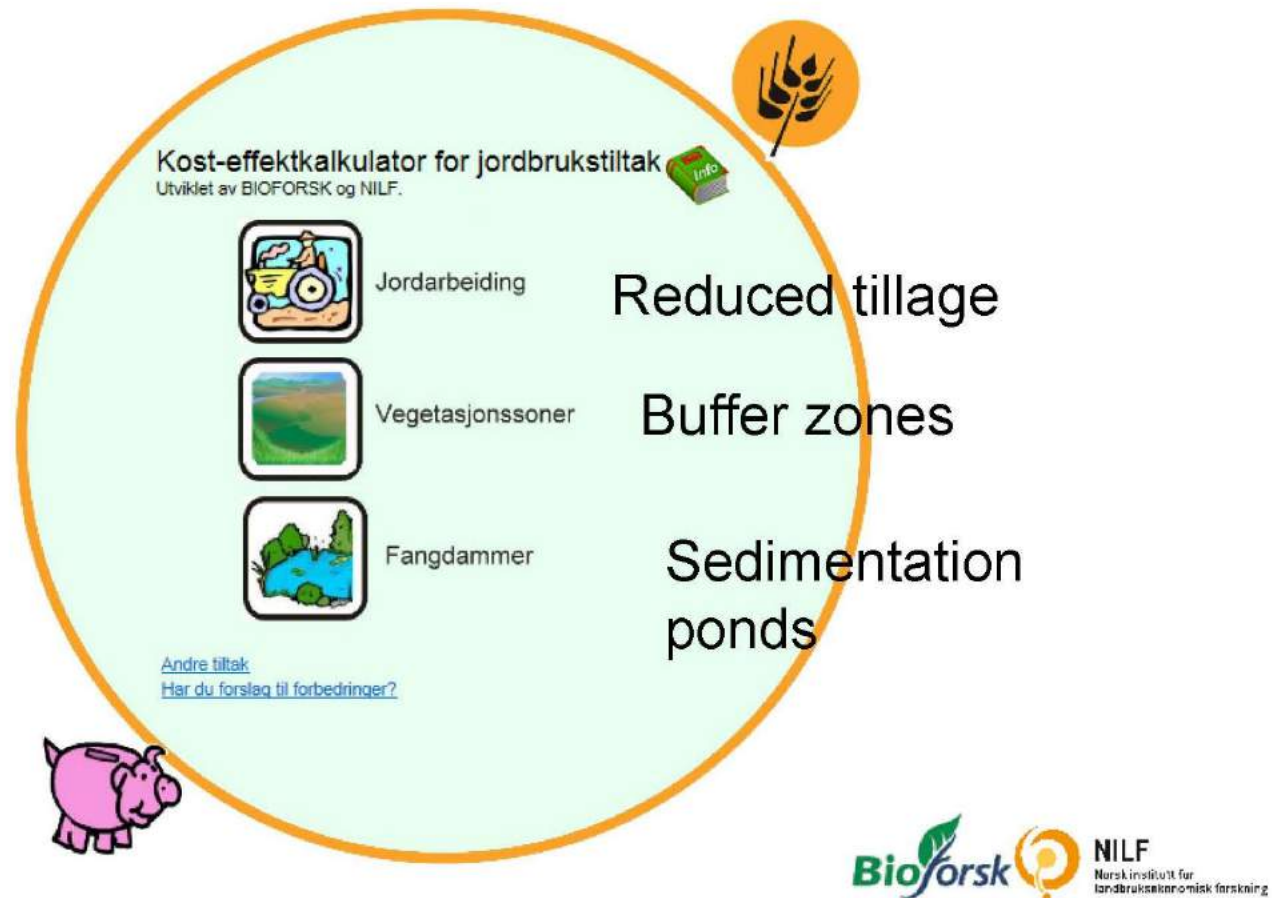 Kost-effektkalkulator for jordbrukstiltak
Utviklet av BIOFORSK og NILF.
Info
Jordarbeiding
Reduced tillage
Vegetasjonssoner
Buffer zones
Fangdammer
Sedimentation
ponds
Andre tiltak
Har du forslag til forbedringer?
Bioforsk
NILF
Norsk institutt for
landbruksøkonomisk forskning